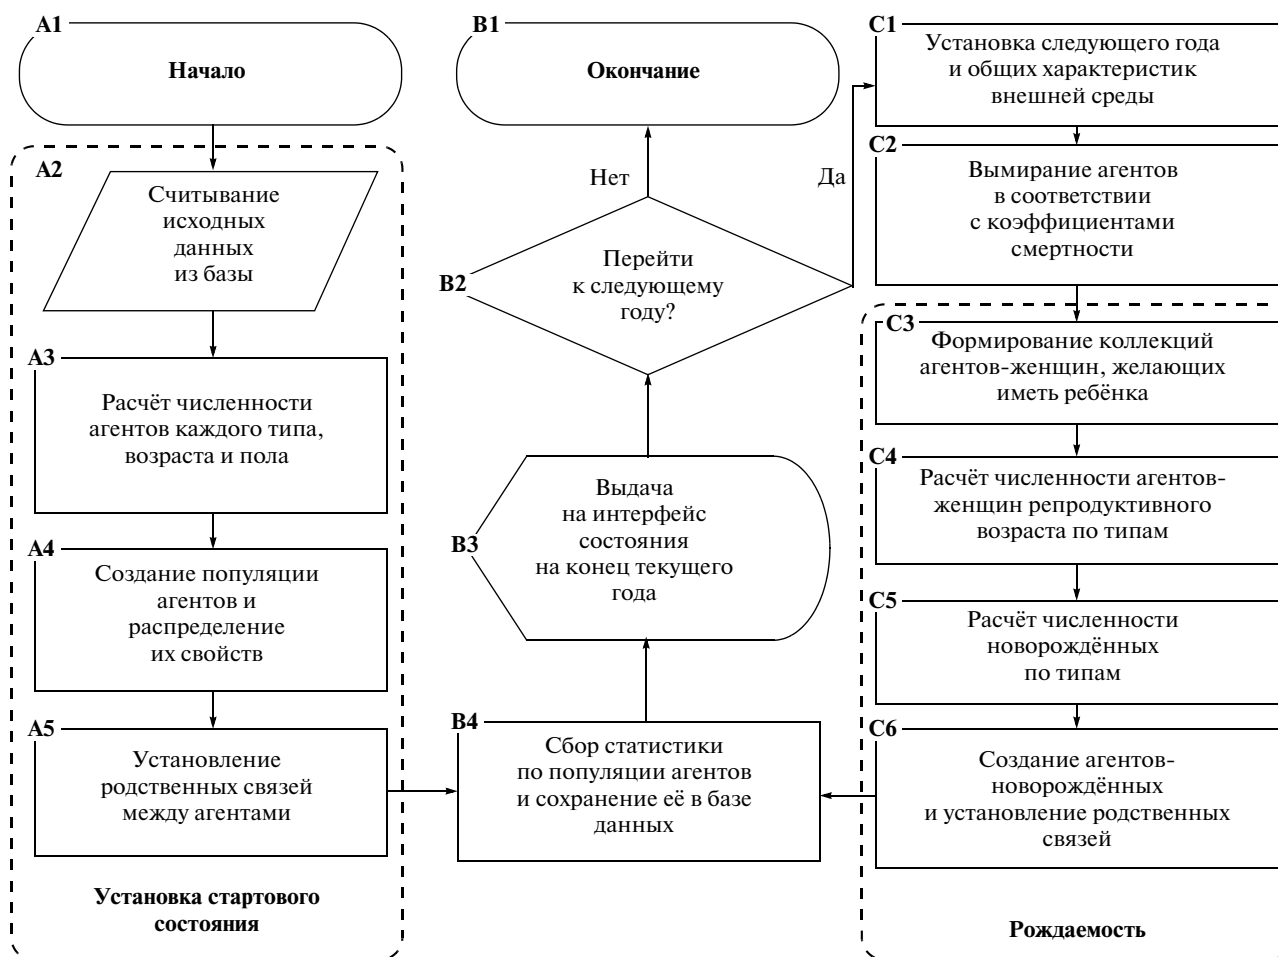 A1
Начало
A2
Считывание
исходных
данных
из базы
A3
Расчёт численности
агентов каждого типа,
возраста и пола
A4
Создание популяции
агентов и
распределение
их свойств
A5
Установление
родственных связей
между агентами
Установка стартового
состояния
B1
Окончание
Нет
Да
B2
Перейти
к следующему
году?
B3
Выдача
на интерфейс
состояния
на конец текущего
года
B4
Сбор статистики
по популяции агентов
и сохранение её в базе
данных
C1
Установка следующего года
и общих характеристик
внешней среды
C2
Вымирание агентов
в соответствии
с коэффициентами
смертности
C3
Формирование коллекций
агентов-женщин, желающих
иметь ребёнка
C4
Расчёт численности агентов-
женщин репродуктивного
возраста по типам
C5
Расчёт численности
новорождённых
по типам
C6
Создание агентов-
новорождённых
и установление родственных
связей
Рождаемость